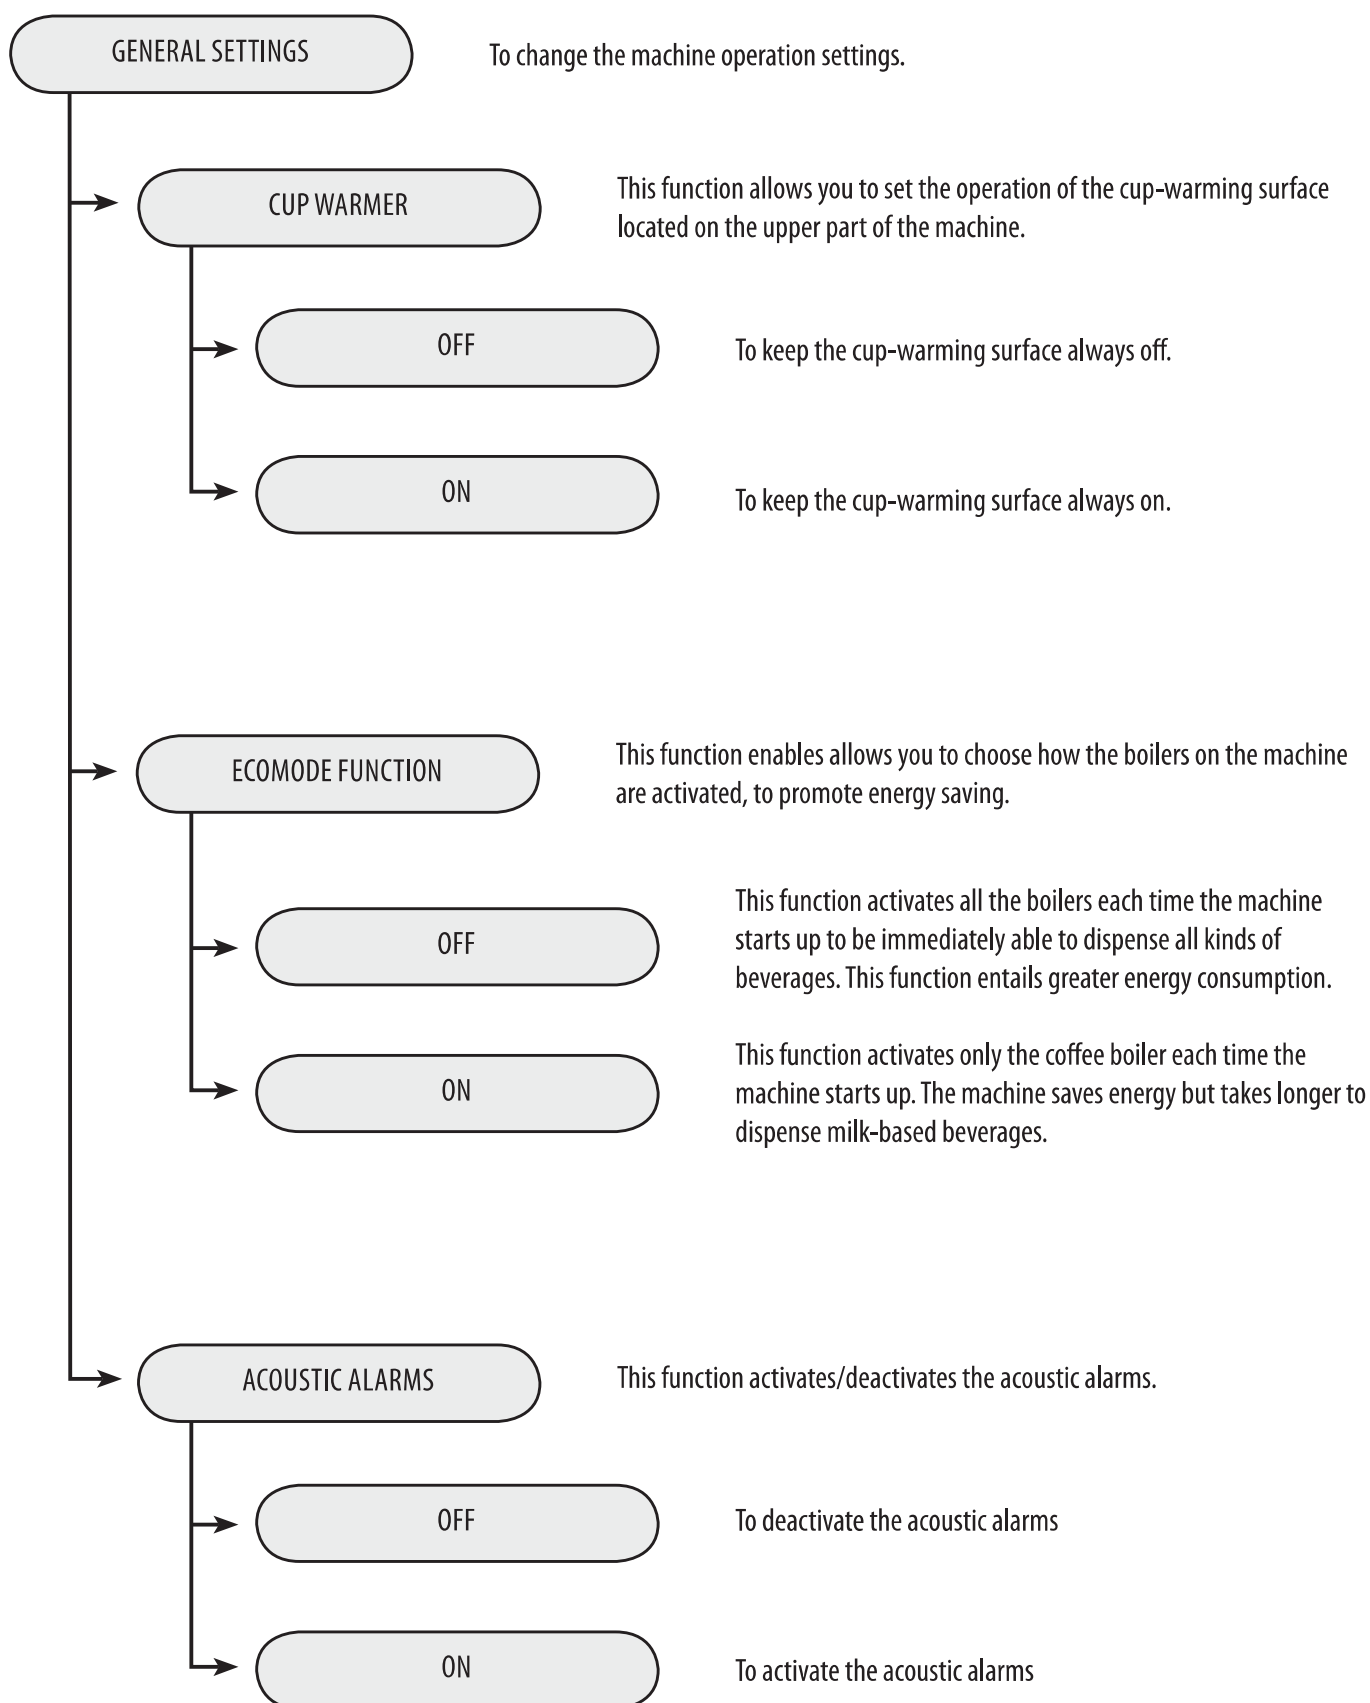 GENERAL SETTINGS
To change the machine operation settings.
CUP WARMER
This function allows you to set the operation of the cup-warming surface
located on the upper part of the machine.
OFF
To keep the cup-warming surface always off.
ON
To keep the cup-warming surface always on.
ECOMODE FUNCTION
This function enables allows you to choose how the boilers on the machine
are activated, to promote energy saving.
OFF
This function activates all the boilers each time the machine
starts up to be immediately able to dispense all kinds of
beverages. This function entails greater energy consumption.
ON
This function activates only the coffee boiler each time the
machine starts up. The machine saves energy but takes longer to
dispense milk-based beverages.
ACOUSTIC ALARMS
This function activates/deactivates the acoustic alarms.
OFF
To deactivate the acoustic alarms
ON
To activate the acoustic alarms